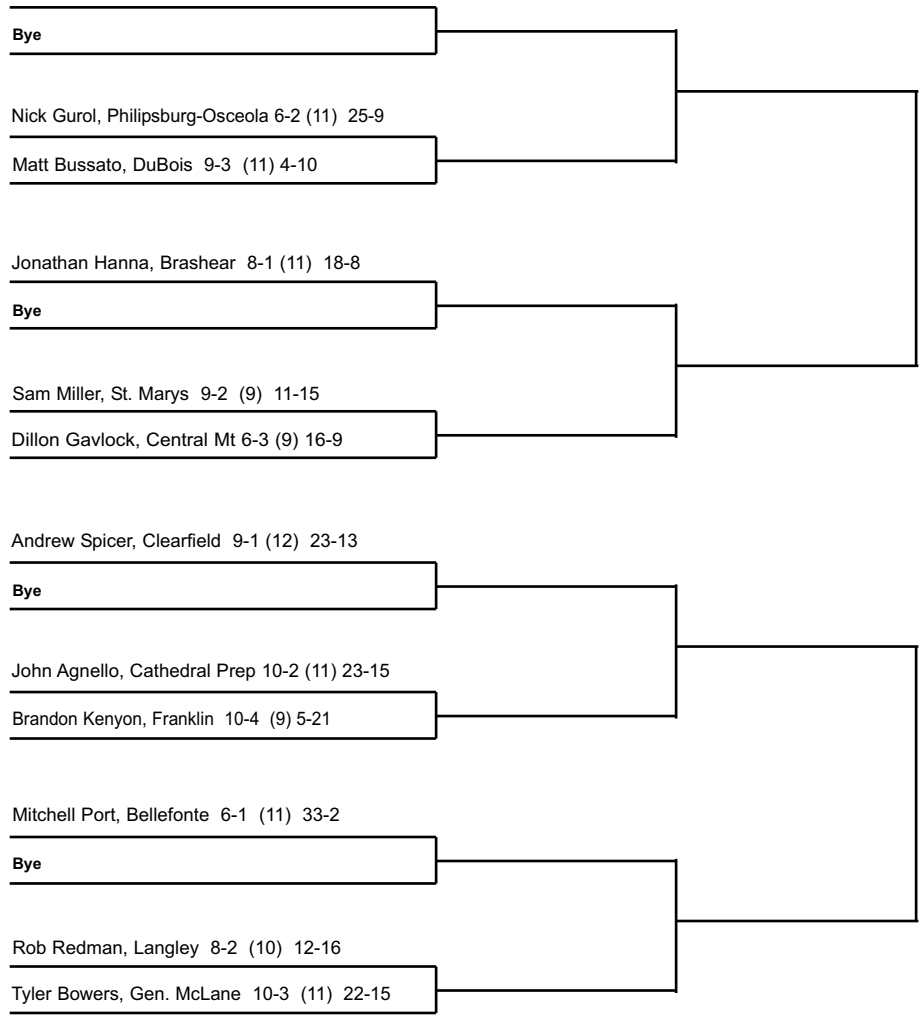 Bye
Nick Gurol, Philipsburg-Osceola 6-2 (11) 25-9
Matt Bussato, DuBois 9-3 (11) 4-10
Jonathan Hanna, Brashear 8-1 (11) 18-8
Bye
Sam Miller, St. Marys 9-2 (9) 11-15
Dillon Gavlock, Central Mt 6-3 (9) 16-9
Andrew Spicer, Clearfield 9-1 (12) 23-13
Bye
John Agnello, Cathedral Prep 10-2 (11) 23-15
Brandon Kenyon, Franklin 10-4 (9) 5-21
Mitchell Port, Bellefonte 6-1 (11) 33-2
Bye
Rob Redman, Langley 8-2 (10) 12-16
Tyler Bowers, Gen. McLane 10-3 (11) 22-15